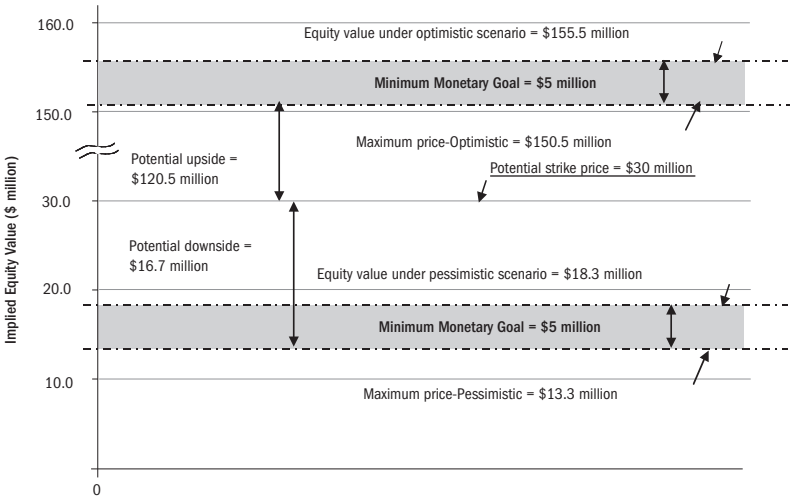 160.0
Equity value under optimistic scenario = $155.5 million
Minimum Monetary Goal = $5 million
150.0
Maximum price-Optimistic = $150.5 million
Potential upside =
$120.5 million
Potential strike price = $30 million
30.0
Potential downside =
$16.7 million
Equity value under pessimistic scenario = $18.3 million
20.0
Minimum Monetary Goal = $5 million
10.0
Maximum price-Pessimistic = $13.3 million
0
Implied Equity Value ($ million)